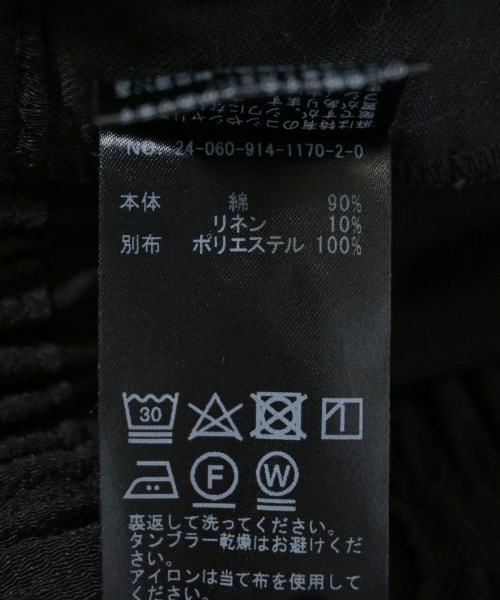 NO. 24-060-914-1170-2-0
本体 綿 90%
リネン 10%
別布 ポリエステル 100%
30
F
W
裏返して洗ってください。
タンブラー乾燥はお避けくだ
さい。
アイロンは当て布を使用して
ください。